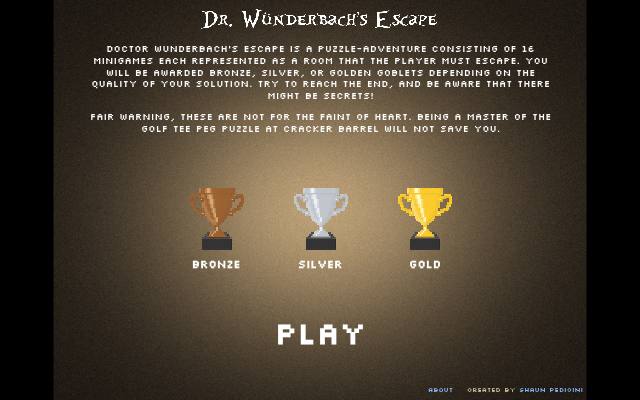 Dr. Wünderbach's Escape
DOCTOR WUNDERBACH'S ESCAPE IS A PUZZLE-ADVENTURE CONSISTING OF 16
MINIGAMES EACH REPRESENTED AS A ROOM THAT THE PLAYER MUST ESCAPE. YOU
WILL BE AWARDED BRONZE, SILVER, OR GOLDEN GOBLETS DEPENDING ON THE
QUALITY OF YOUR SOLUTION. TRY TO REACH THE END, AND BE AWARE THAT THERE
MIGHT BE SECRETS!
FAIR WARNING, THESE ARE NOT FOR THE FAINT OF HEART. BEING A MASTER OF THE
GOLF TEE PEG PUZZLE AT CRACKER BARREL WILL NOT SAVE YOU.
BRONZE SILVER GOLD
PLAY
ABOUT CREATED BY SHAUN PEDICINI